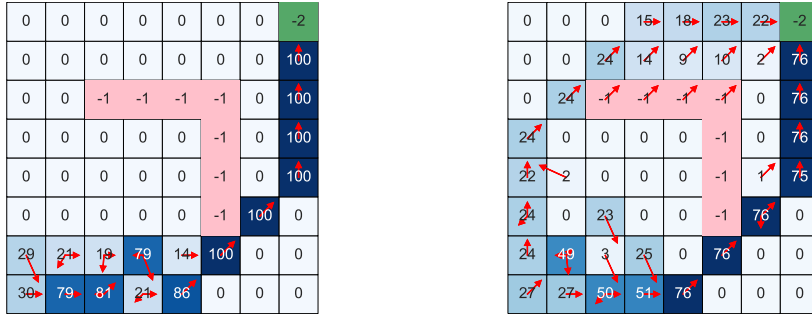 0 0 0 0 0 0 0 -2
0 0 0 0 0 0 0 100
0 0 -1 -1 -1 -1 0 100
0 0 0 0 0 -1 0 100
0 0 0 0 0 -1 0 100
0 0 0 0 0 -1 100 0
29 21 19 79 14 100 0 0
30 79 81 21 86 0 0 0
0 0 0 15 18 23 22 -2
0 0 24 14 9 10 2 76
0 24 -1 -1 -1 -1 0 76
24 0 0 0 0 -1 0 76
22 2 0 0 0 -1 1 75
24 0 23 0 0 -1 76 0
24 49 3 25 0 76 0 0
27 27 50 51 76 0 0 0